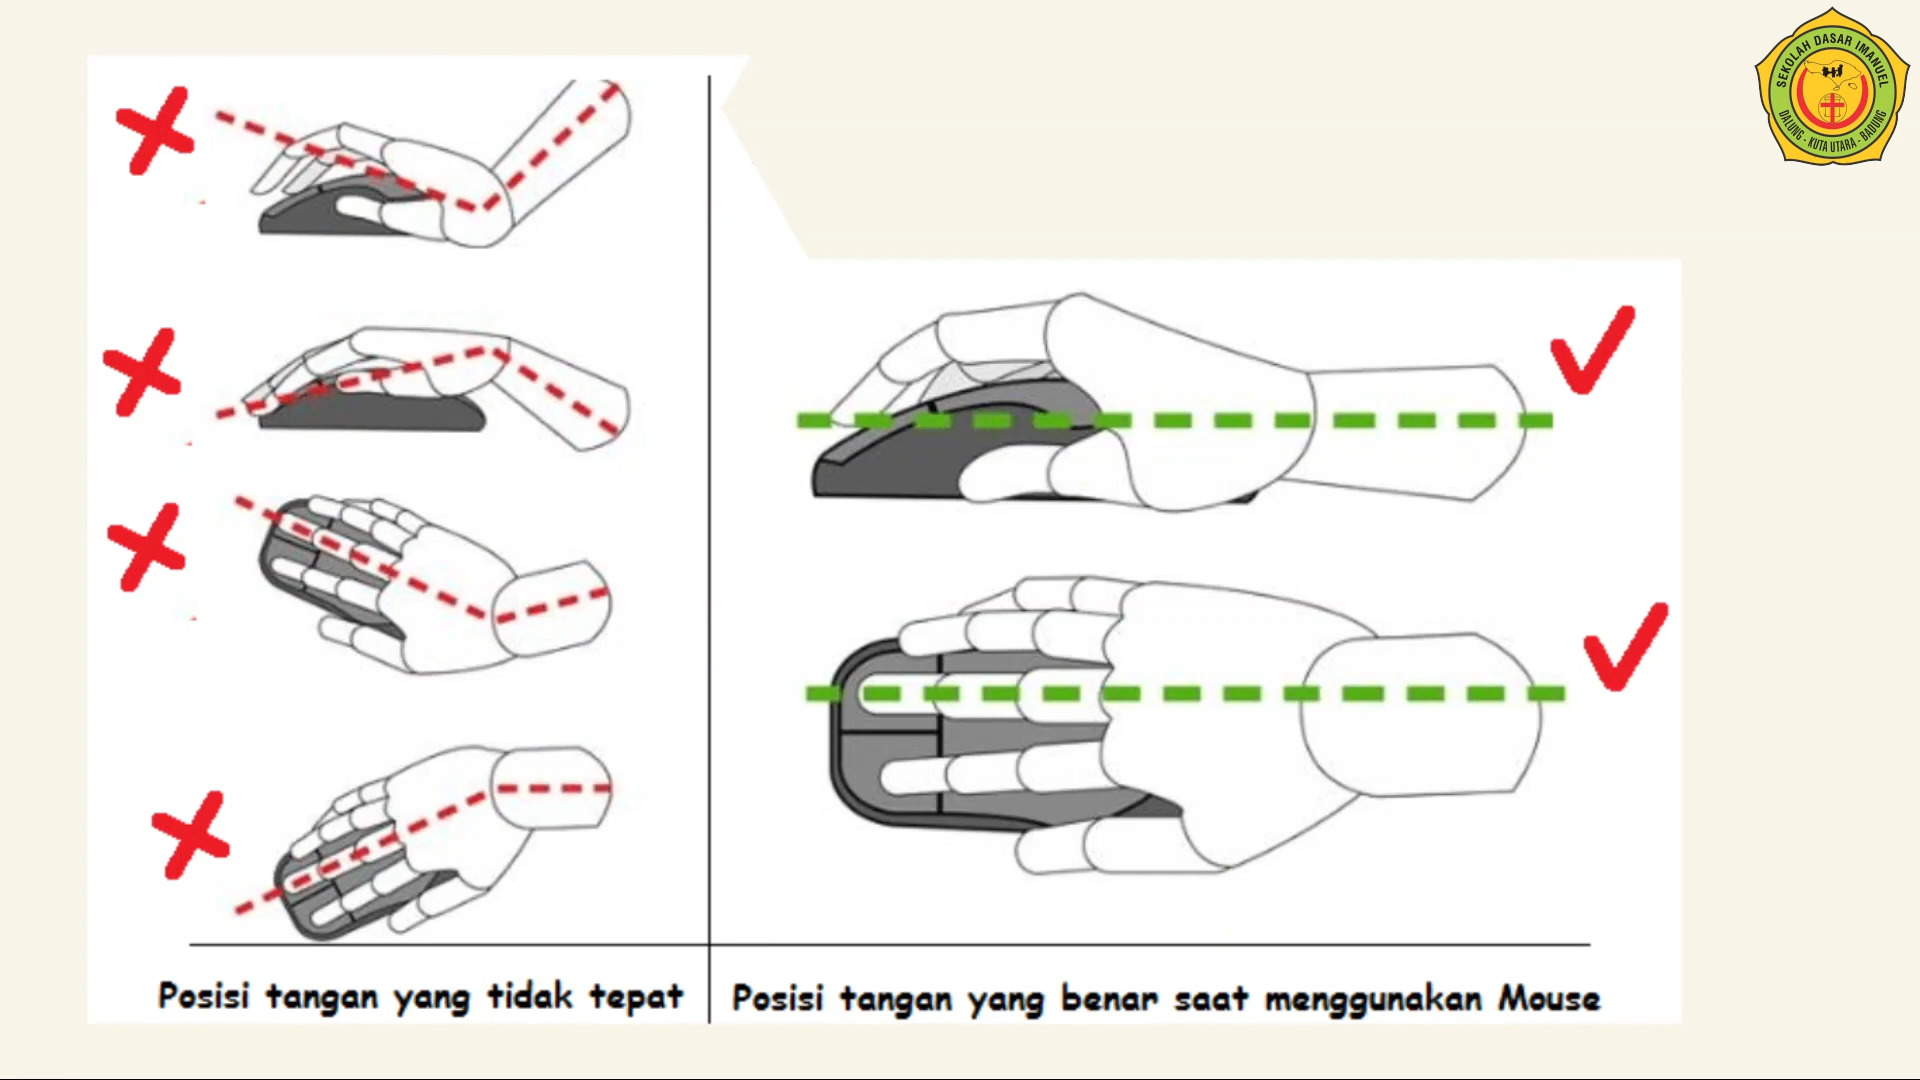 SEKOLAH DASAR IMANUEL
DALUNG - KUTA UTARA - BADUNG
Posisi tangan yang tidak tepat
Posisi tangan yang benar saat menggunakan Mouse